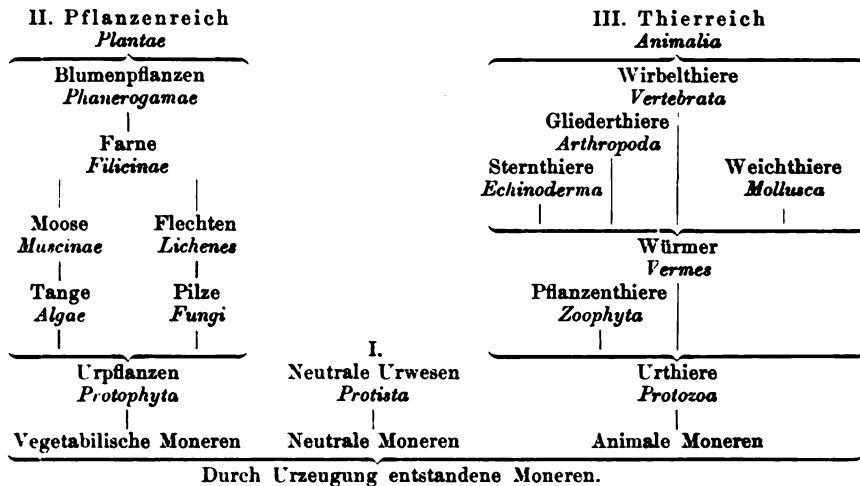 II. Pflanzenreich
Plantae
Blumenpflanzen
Phanerogamae
Farne
Filicinae
Moose
Muscinae
Flechten
Lichenes
Tange
Algae
Pilze
Fungi
Urpflanzen
Protophyta
Vegetabilische Moneren
I.
Neutrale Urwesen
Protista
Neutrale Moneren
III. Thierreich
Animalia
Wirbelthiere
Vertebrata
Gliederthiere
Arthropoda
Sternthiere
Echinoderma
Weichthiere
Mollusca
Würmer
Vermes
Pflanzenthiere
Zoophyta
Urthiere
Protozoa
Animale Moneren
Durch Urzeugung entstandene Moneren.